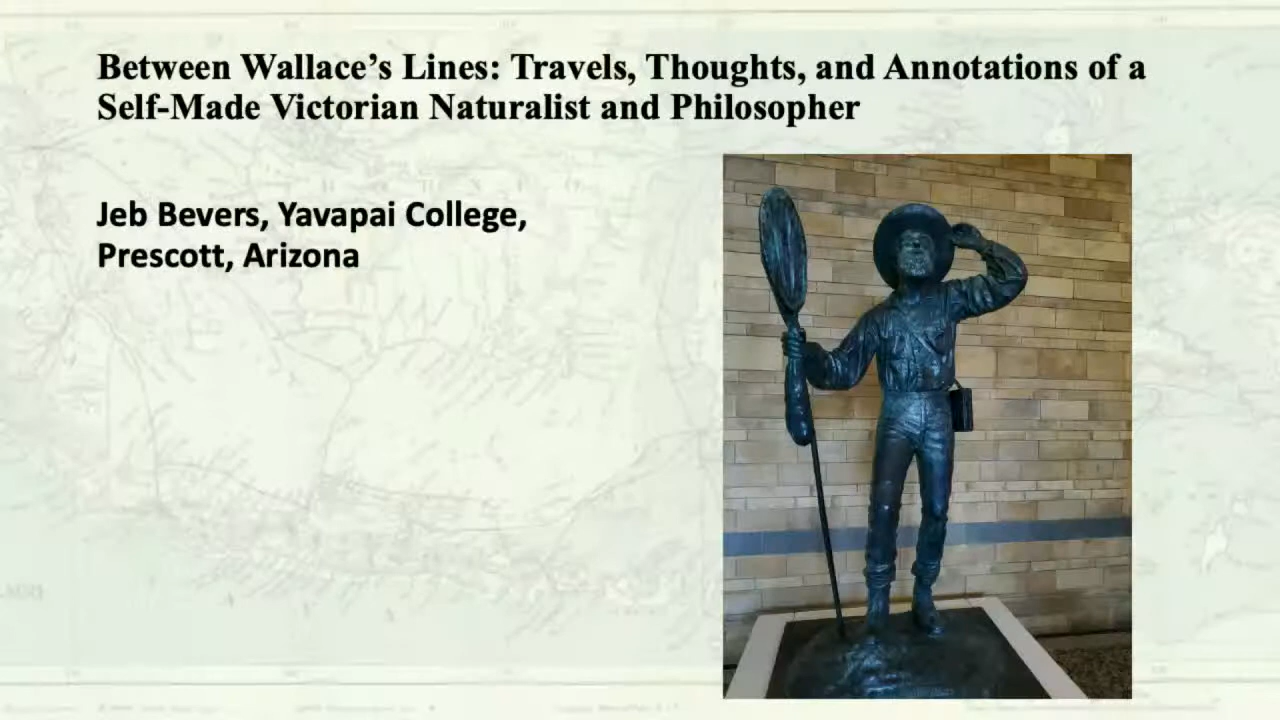 Between Wallace’s Lines: Travels, Thoughts, and Annotations of a
Self-Made Victorian Naturalist and Philosopher
Jeb Bevers, Yavapai College,
Prescott, Arizona